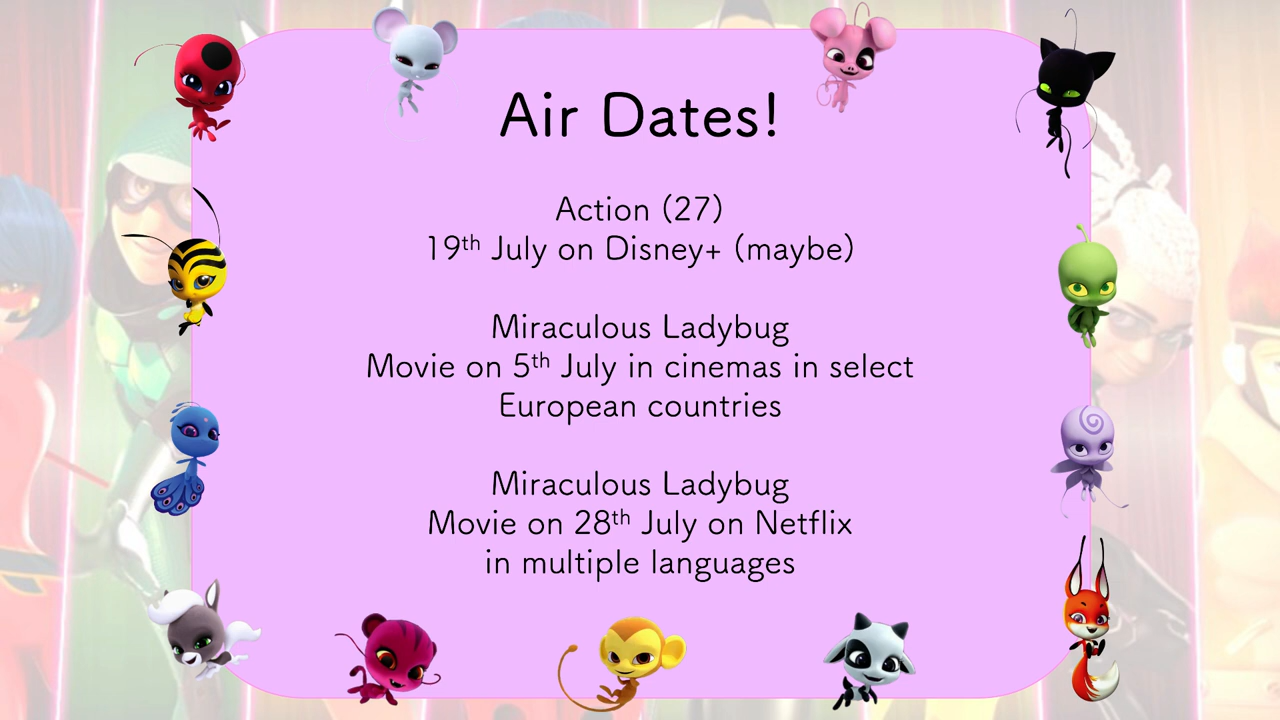 Air Dates!
Action (27)
19th July on Disney+ (maybe)
Miraculous Ladybug
Movie on 5th July in cinemas in select
European countries
Miraculous Ladybug
Movie on 28th July on Netflix
in multiple languages